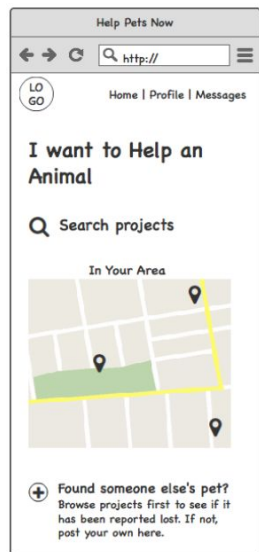 Help Pets Now
http://
LO
GO
Home | Profile | Messages
I want to Help an
Animal
Search projects
In Your Area
Found someone else's pet?
Browse projects first to see if it
has been reported lost. If not,
post your own here.